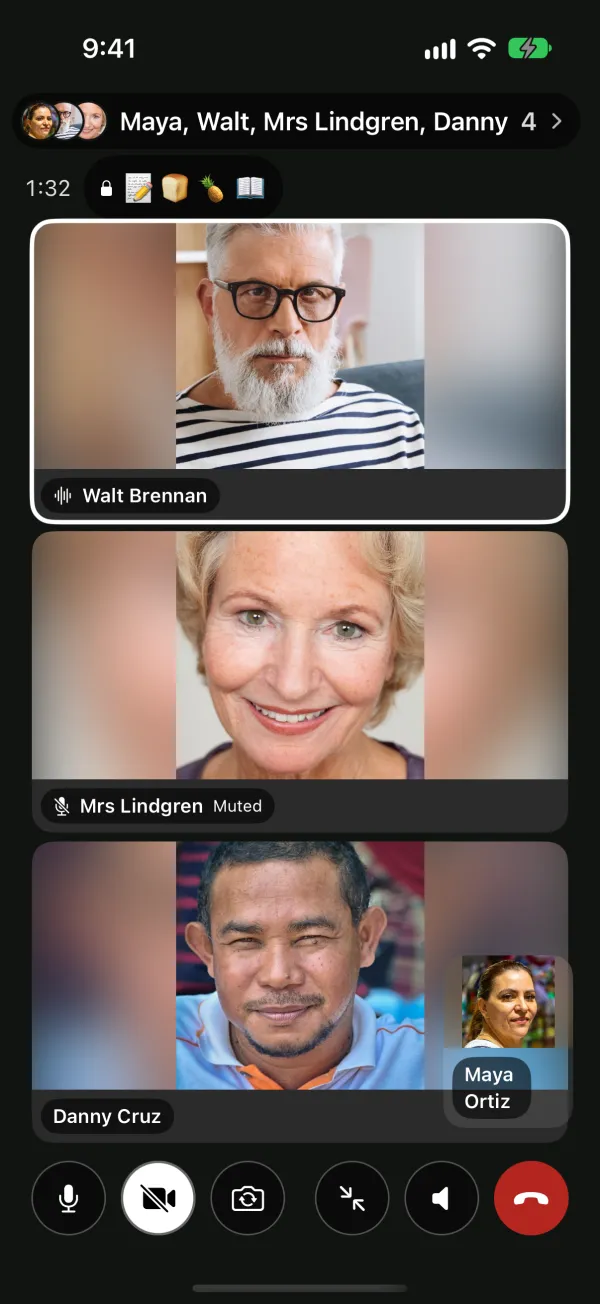 9:41
Maya, Walt, Mrs Lindgren, Danny 4
1:32
Walt Brennan
Mrs Lindgren Muted
Maya
Ortiz
Danny Cruz